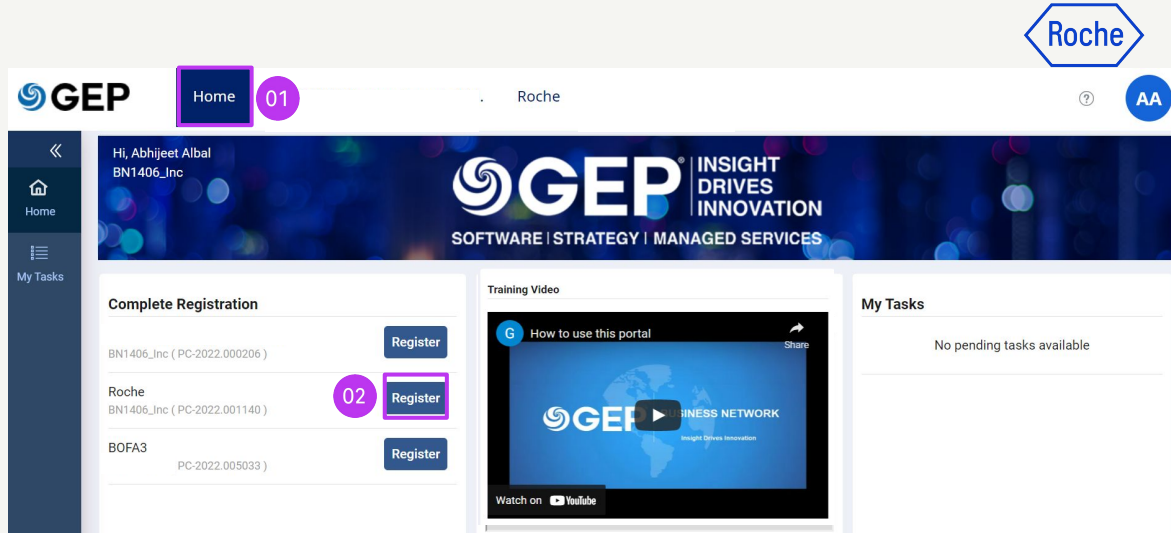 Roche
GEP
Home
01
.
Roche
?
AA
Hi, Abhijeet Albal
BN1406_Inc
GEP®
INSIGHT
DRIVES
INNOVATION
SOFTWARE | STRATEGY | MANAGED SERVICES
Home
My Tasks
Complete Registration
BN1406_Inc ( PC-2022.000206 )
Register
Roche
BN1406_Inc ( PC-2022.001140 )
02
Register
BOFA3
PC-2022.005033 )
Register
Training Video
G
How to use this portal
Share
GEP
BUSINESS NETWORK
Insight Drives Innovation
Watch on YouTube
My Tasks
No pending tasks available